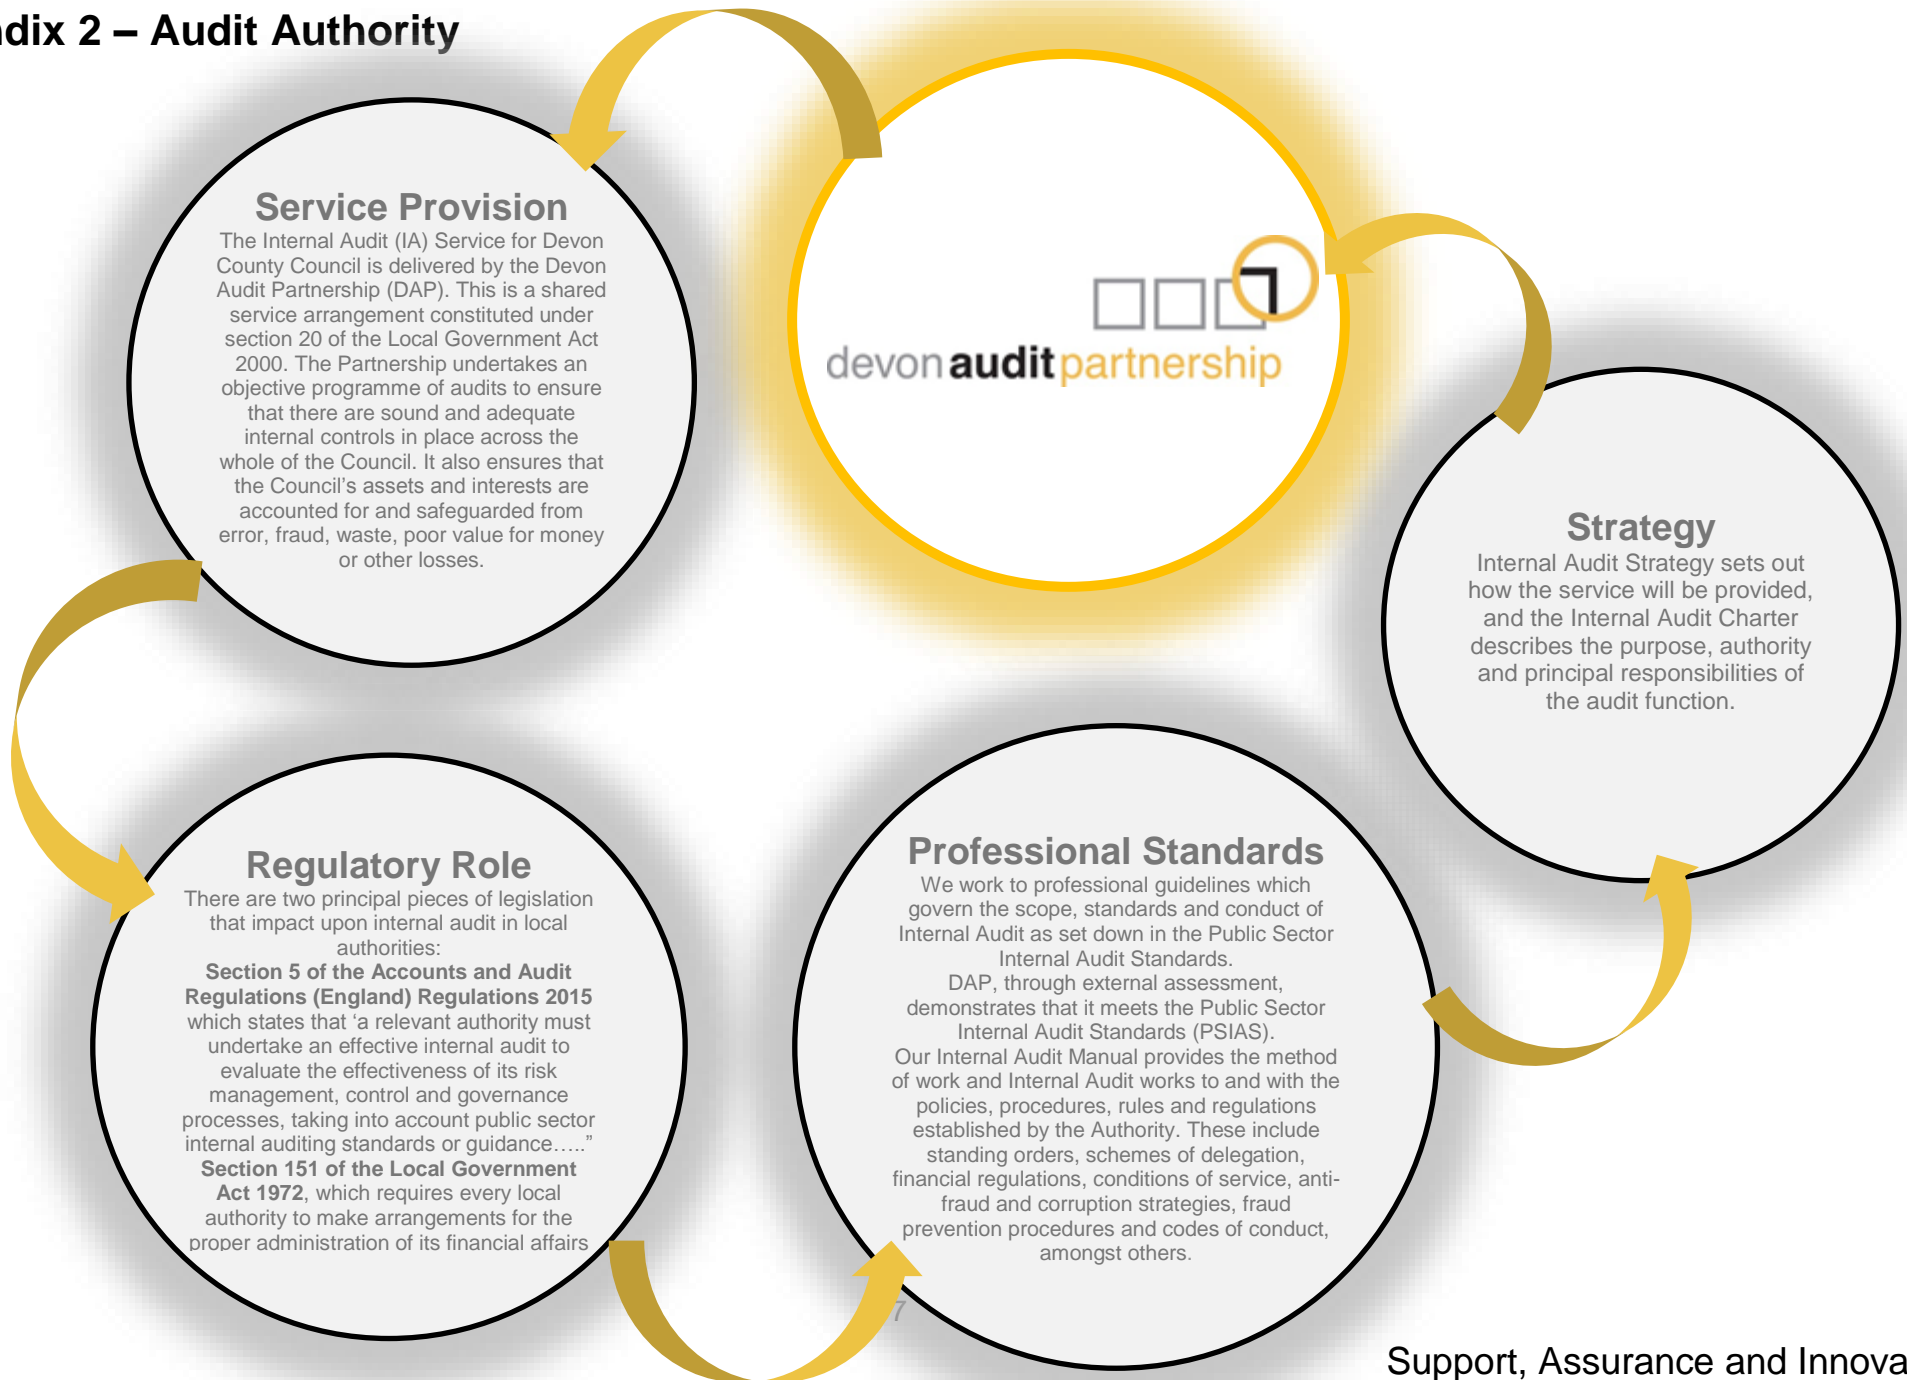 ndix 2 – Audit Authority
Service Provision
The Internal Audit (IA) Service for Devon
County Council is delivered by the Devon
Audit Partnership (DAP). This is a shared
service arrangement constituted under
section 20 of the Local Government Act
2000. The Partnership undertakes an
objective programme of audits to ensure
that there are sound and adequate
internal controls in place across the
whole of the Council. It also ensures that
the Council’s assets and interests are
accounted for and safeguarded from
error, fraud, waste, poor value for money
or other losses.
devon audit partnership
Strategy
Internal Audit Strategy sets out
how the service will be provided,
and the Internal Audit Charter
describes the purpose, authority
and principal responsibilities of
the audit function.
Regulatory Role
There are two principal pieces of legislation
that impact upon internal audit in local
authorities:
Section 5 of the Accounts and Audit
Regulations (England) Regulations 2015
which states that ‘a relevant authority must
undertake an effective internal audit to
evaluate the effectiveness of its risk
management, control and governance
processes, taking into account public sector
internal auditing standards or guidance…..”
Section 151 of the Local Government
Act 1972, which requires every local
authority to make arrangements for the
proper administration of its financial affairs
Professional Standards
We work to professional guidelines which
govern the scope, standards and conduct of
Internal Audit as set down in the Public Sector
Internal Audit Standards.
DAP, through external assessment,
demonstrates that it meets the Public Sector
Internal Audit Standards (PSIAS).
Our Internal Audit Manual provides the method
of work and Internal Audit works to and with the
policies, procedures, rules and regulations
established by the Authority. These include
standing orders, schemes of delegation,
financial regulations, conditions of service, anti-
fraud and corruption strategies, fraud
prevention procedures and codes of conduct,
amongst others.
7
Support, Assurance and Innova